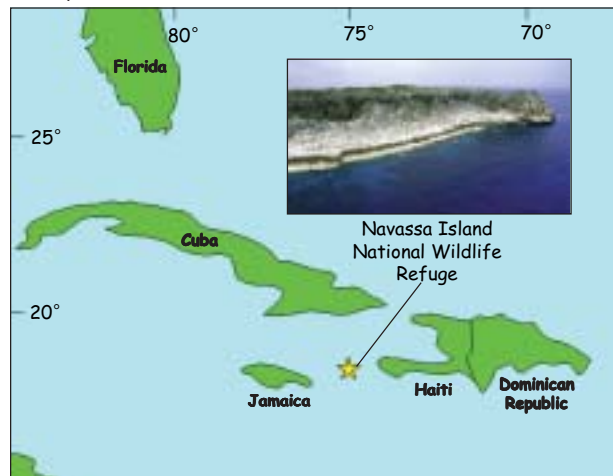 80°
75°
70°
Florida
25°
Navassa Island
National Wildlife
Refuge
Cuba
20°
Jamaica
Haiti
Dominican
Republic